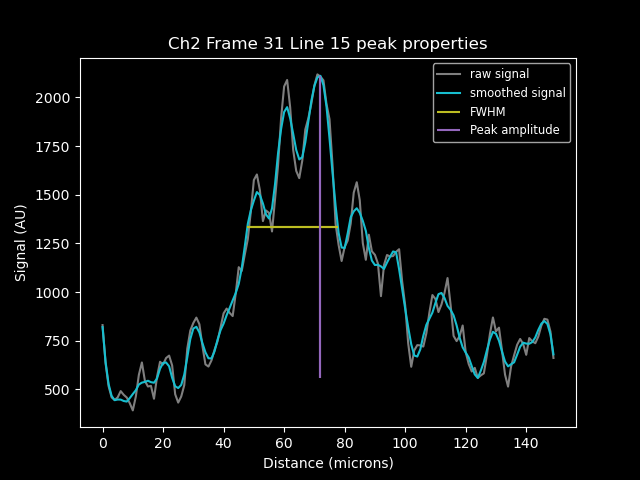 Ch2 Frame 31 Line 15 peak properties
raw signal
smoothed signal
FWHM
Peak amplitude
Signal (AU)
2000
1750
1500
1250
1000
750
500
0 20 40 60 80 100 120 140
Distance (microns)